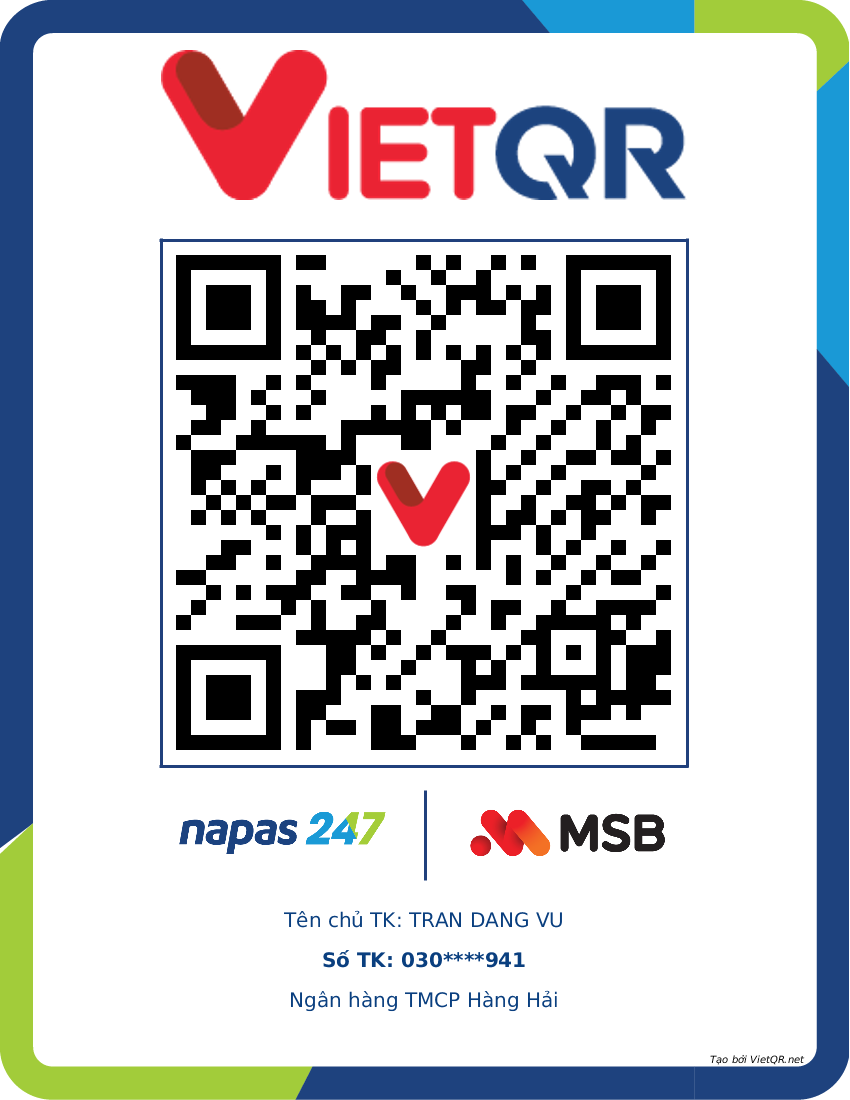 VIETQR
napas 247
MSB
Tên chủ TK: TRAN DANG VU
Số TK: 030****941
Ngân hàng TMCP Hàng Hải
Tạo bởi VietQR.net